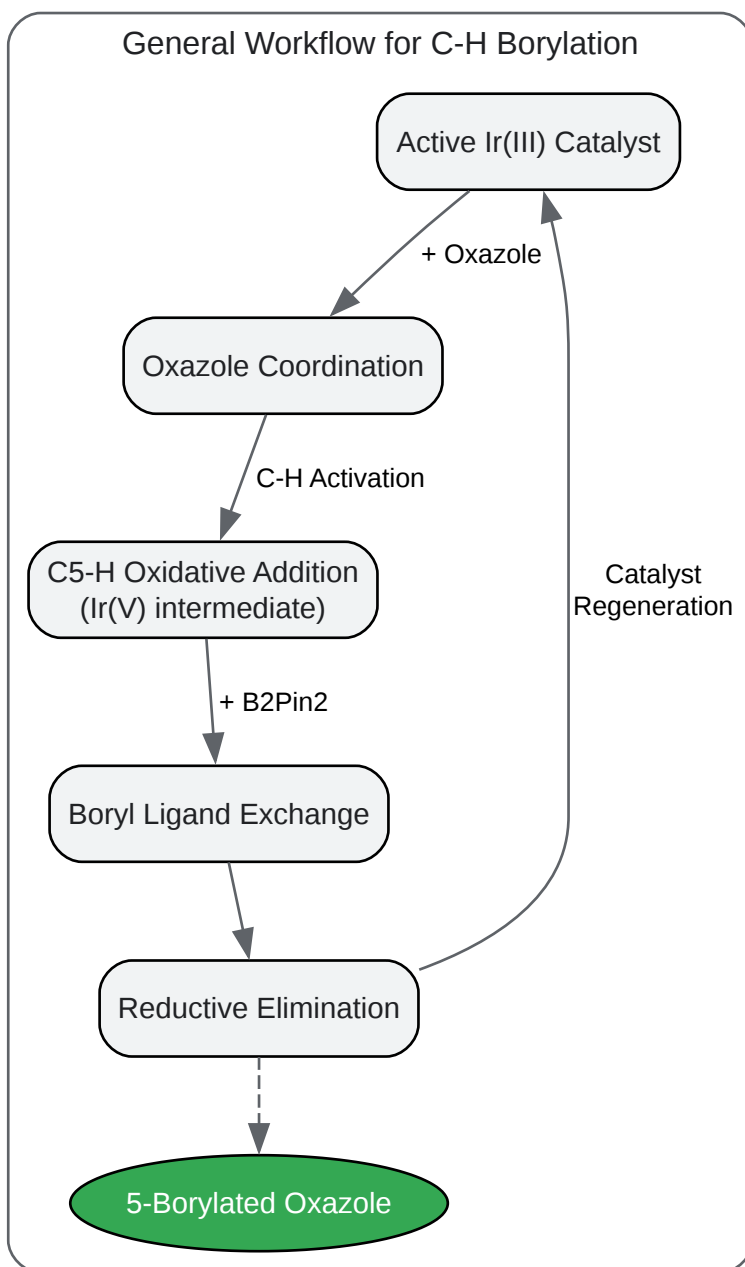 General Workflow for C-H Borylation
Active Ir(III) Catalyst
+ Oxazole
Oxazole Coordination
C-H Activation
C5-H Oxidative Addition
(Ir(V) intermediate)
Catalyst
Regeneration
+ B2Pin2
Boryl Ligand Exchange
Reductive Elimination
5-Borylated Oxazole